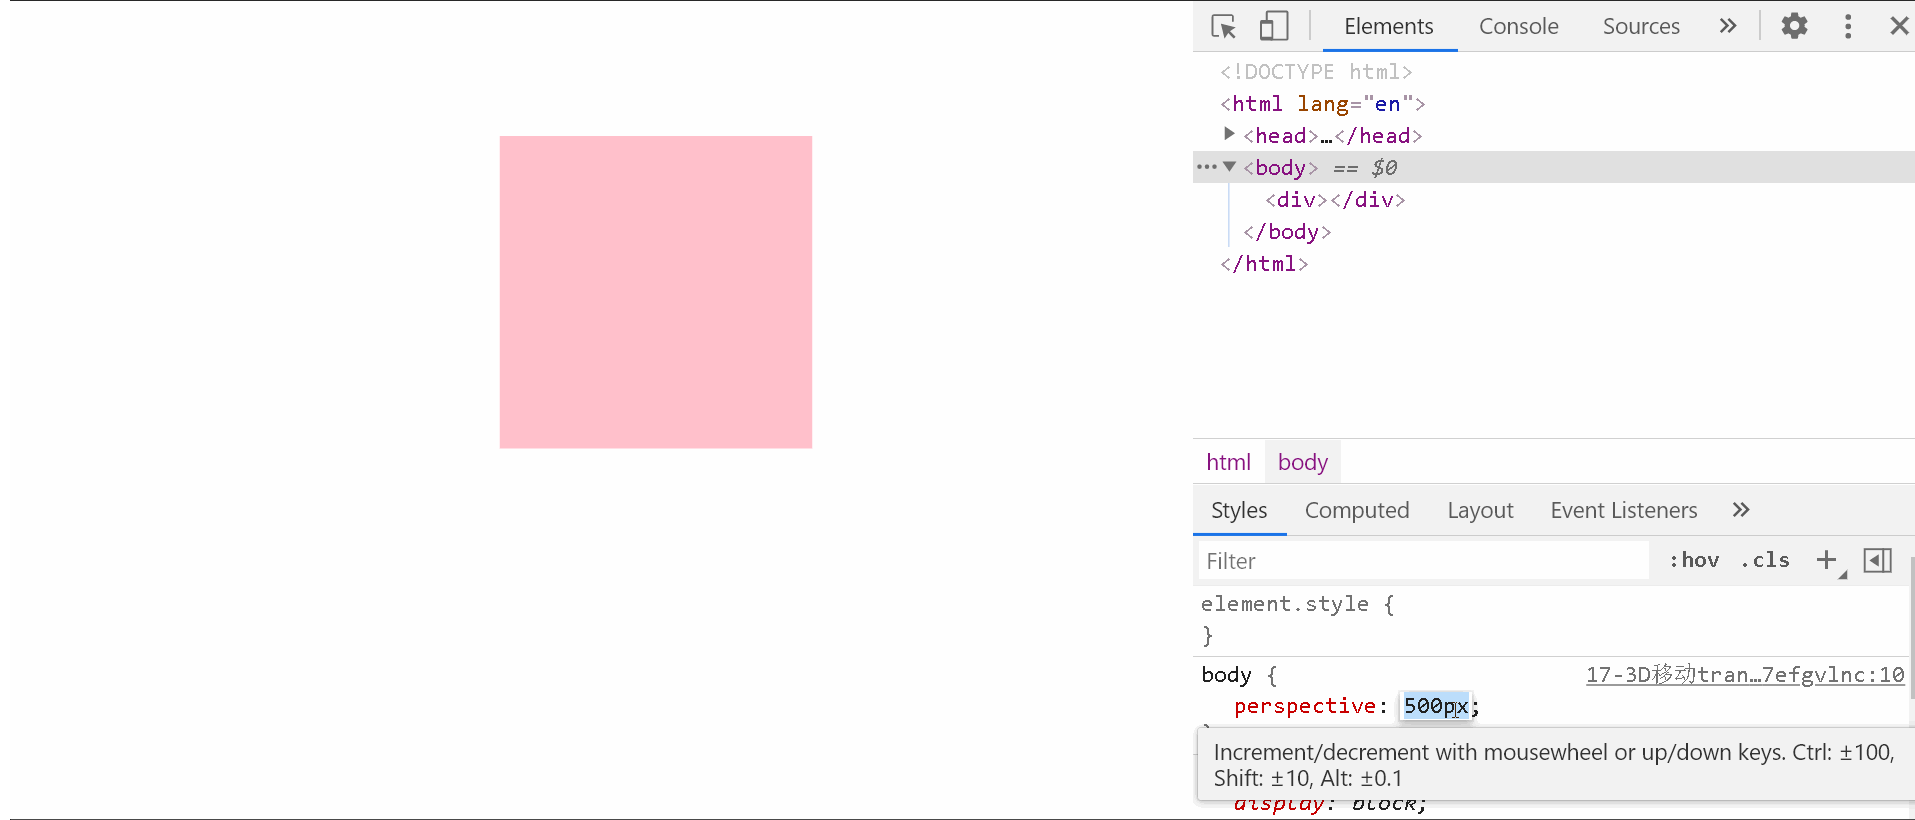 Elements Console Sources »
<!DOCTYPE html>
<html lang="en">
<head>…</head>
<body> == $0
<div></div>
</body>
</html>
html body
Styles Computed Layout Event Listeners »
Filter :hov .cls +
element.style {
}
body { 17-3D移动tran…7efgvlnc:10
perspective: 500px;
Increment/decrement with mousewheel or up/down keys. Ctrl: ±100,
Shift: ±10, Alt: ±0.1
display: block;